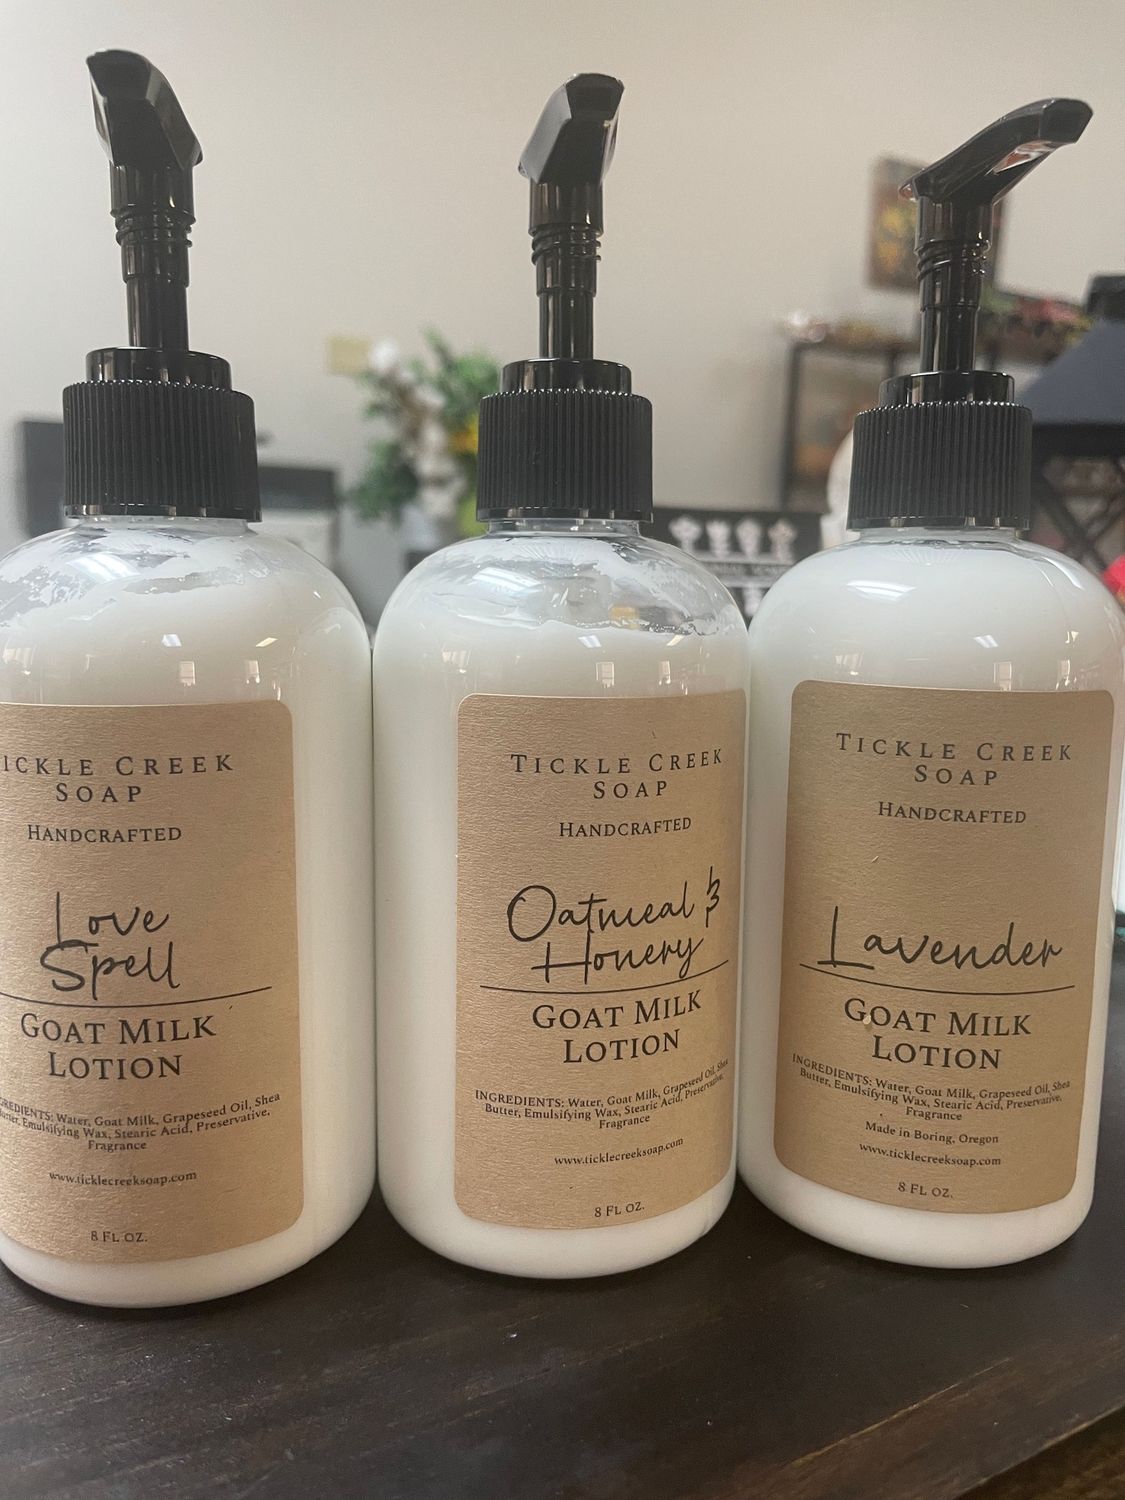 TICKLE CREEK
SOAP
HANDCRAFTED
Love
Spell
GOAT MILK
LOTION
Water, Goat Milk, Grapeseed Oil, Shea
Emulsifying Wax, Stearic Acid, Preservative,
Fragrance
www.ticklecreeksoap.com
8 FL OZ.
TICKLE CREEK
SOAP
HANDCRAFTED
Oatmeal &
Honery
GOAT MILK
LOTION
INGREDIENTS: Water, Goat Milk, Grapeseed Oil, Shea
Butter, Emulsifying Wax, Stearic Acid, Preservative,
Fragrance
www.ticklecreeksoap.com
8 FL OZ.
TICKLE CREEK
SOAP
HANDCRAFTED
Lavender
GOAT MILK
LOTION
INGREDIENTS: Water, Goat Milk, Grapeseed Oil, Shea
Butter, Emulsifying Wax, Stearic Acid, Preservative,
Fragrance
Made in Boring, Oregon
www.ticklecreeksoap.com
8 FL OZ.